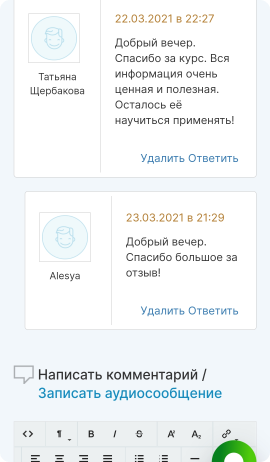 22.03.2021 в 22:27
Татьяна
Щербакова
Добрый вечер.
Спасибо за курс. Вся
информация очень
ценная и полезная.
Осталось её
научиться применять!
Удалить Ответить
23.03.2021 в 21:29
Alesya
Добрый вечер.
Спасибо большое за
отзыв!
Удалить Ответить
Написать комментарий /
Записать аудиосообщение